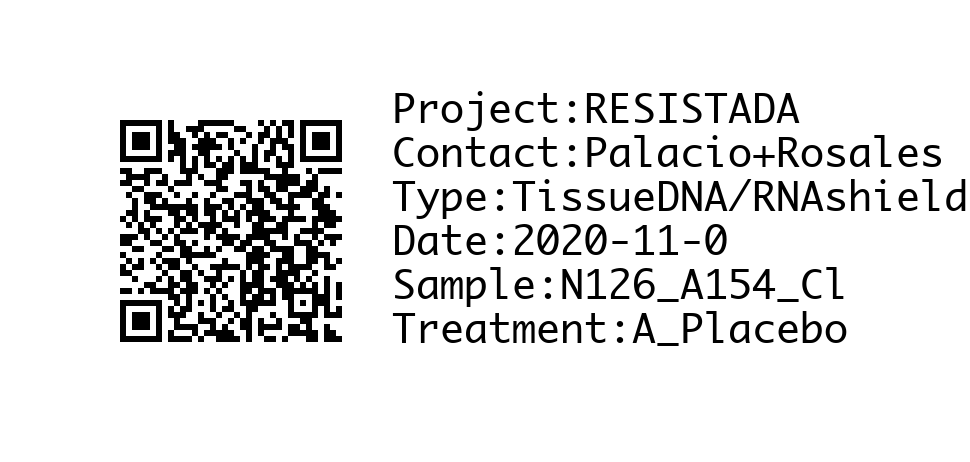 Project:RESISTADA
Contact:Palacio+Rosales
Type:TissueDNA/RNAshield
Date:2020-11-0
Sample:N126_A154_Cl
Treatment:A_Placebo